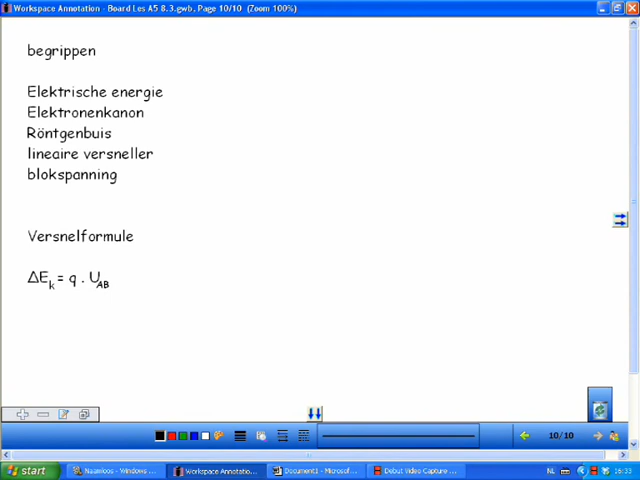 Workspace Annotation - Board Les A5 8.3.gwb, Page 10/10 (Zoom 100%)
begrippen
Elektrische energie
Elektronenkanon
Röntgenbuis
lineaire versneller
blokspanning
Versnelformule
ΔEk = q . UAB
10/10
start
Naamloos - Windows ...
Workspace Annotatio...
Document1 - Microsof...
Debut Video Capture ...
NL
16:33